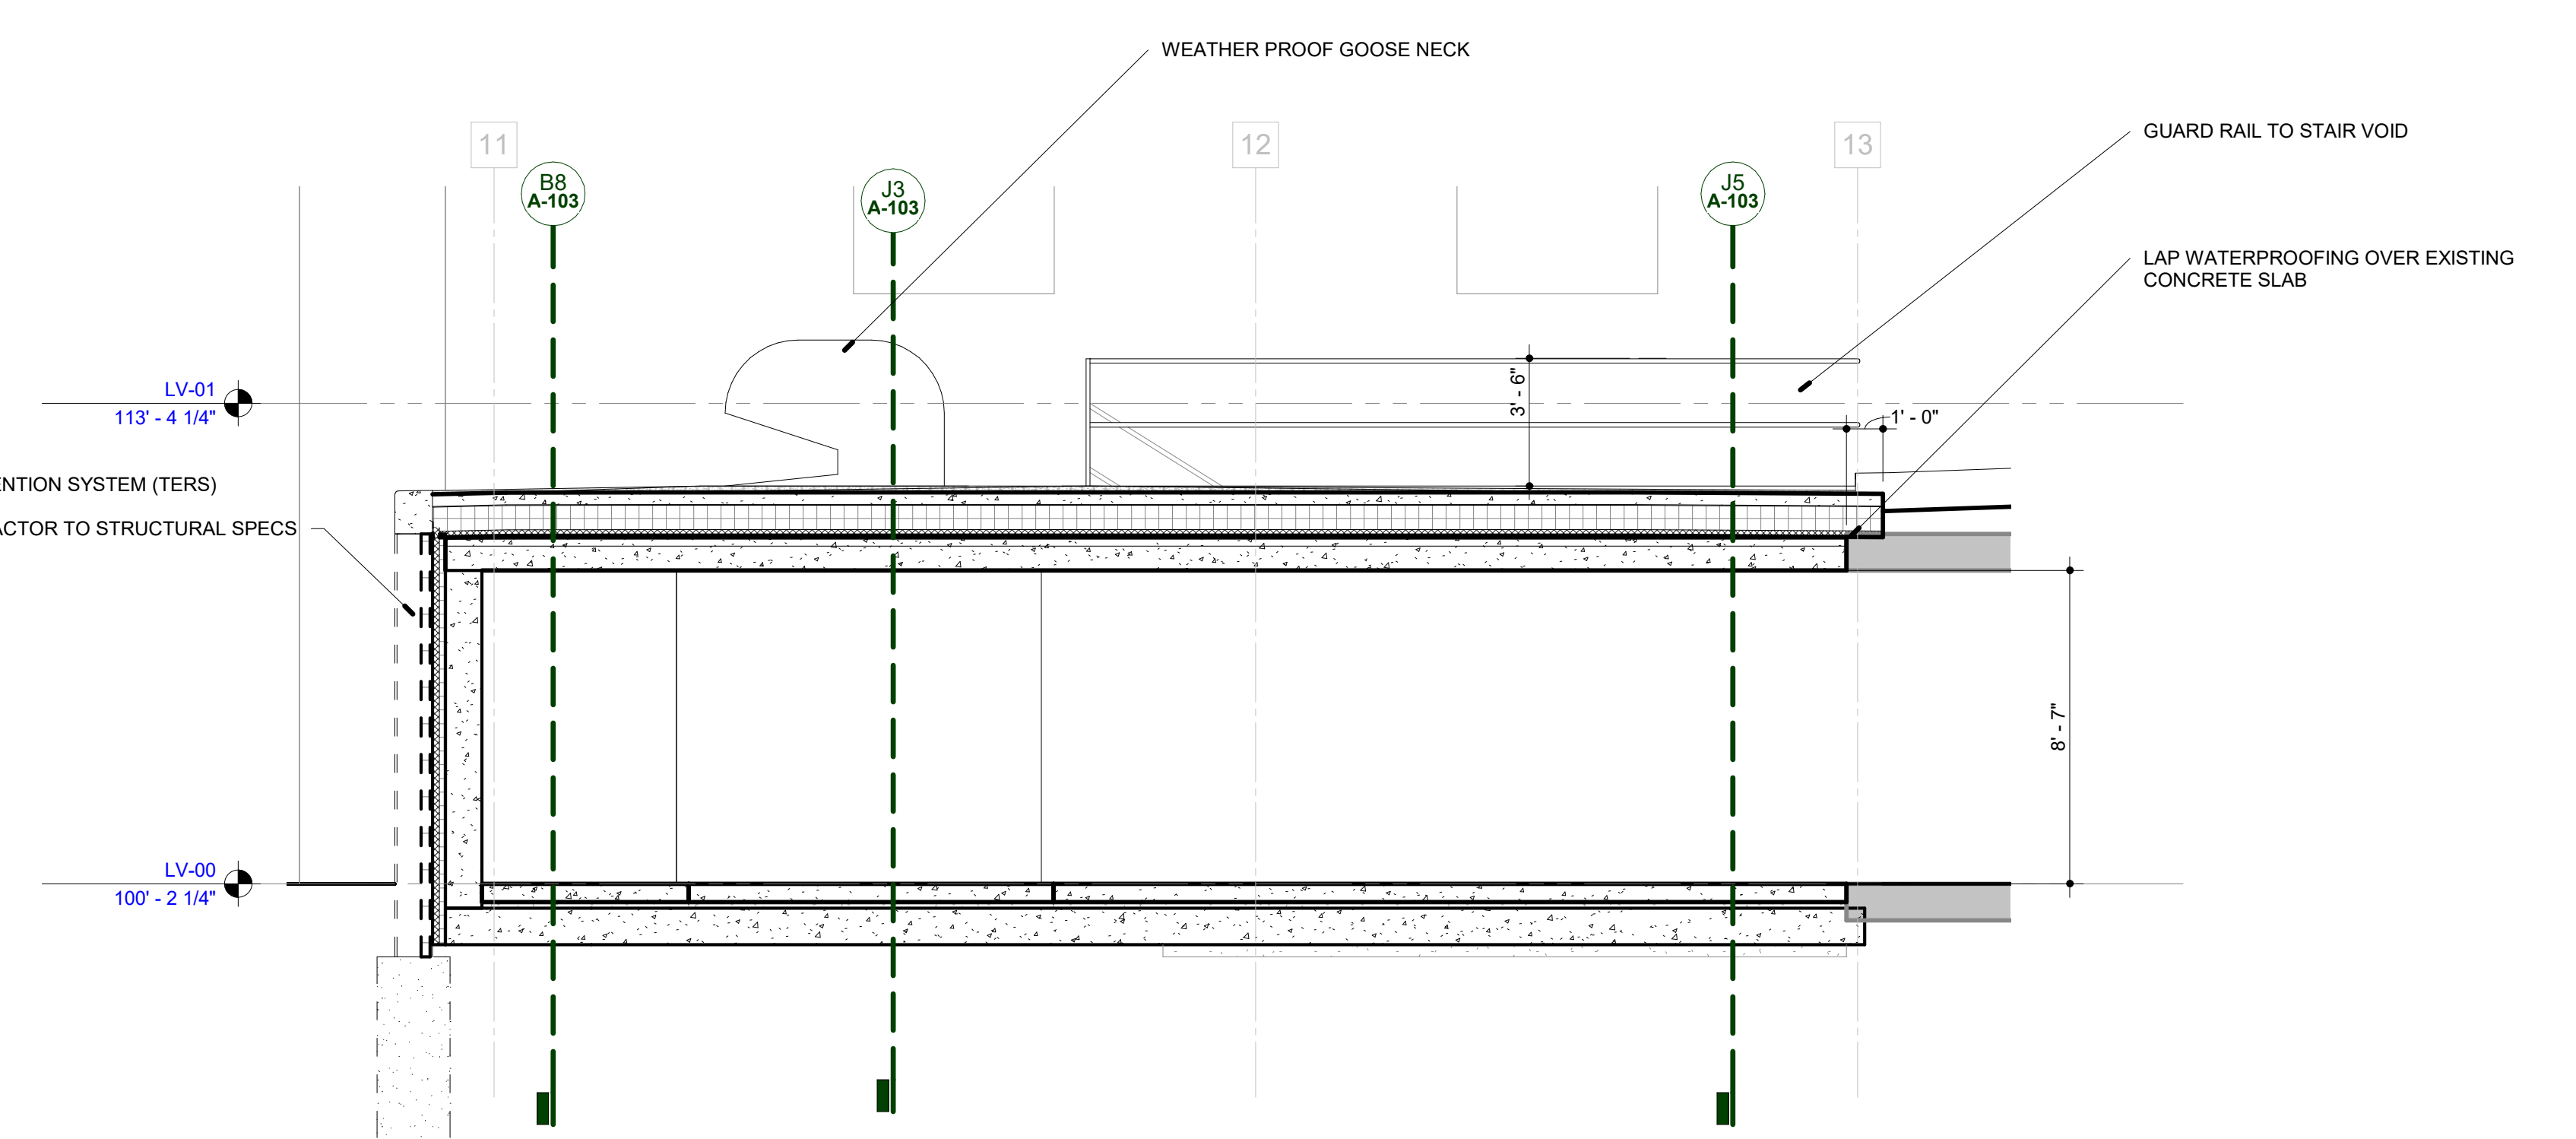 WEATHER PROOF GOOSE NECK
GUARD RAIL TO STAIR VOID
11
12
13
B8
A-103
J3
A-103
J5
A-103
LAP WATERPROOFING OVER EXISTING
CONCRETE SLAB
LV-01
113' - 4 1/4"
3' - 6"
1' - 0"
ENTION SYSTEM (TERS)
ACTOR TO STRUCTURAL SPECS
8' - 7"
LV-00
100' - 2 1/4"